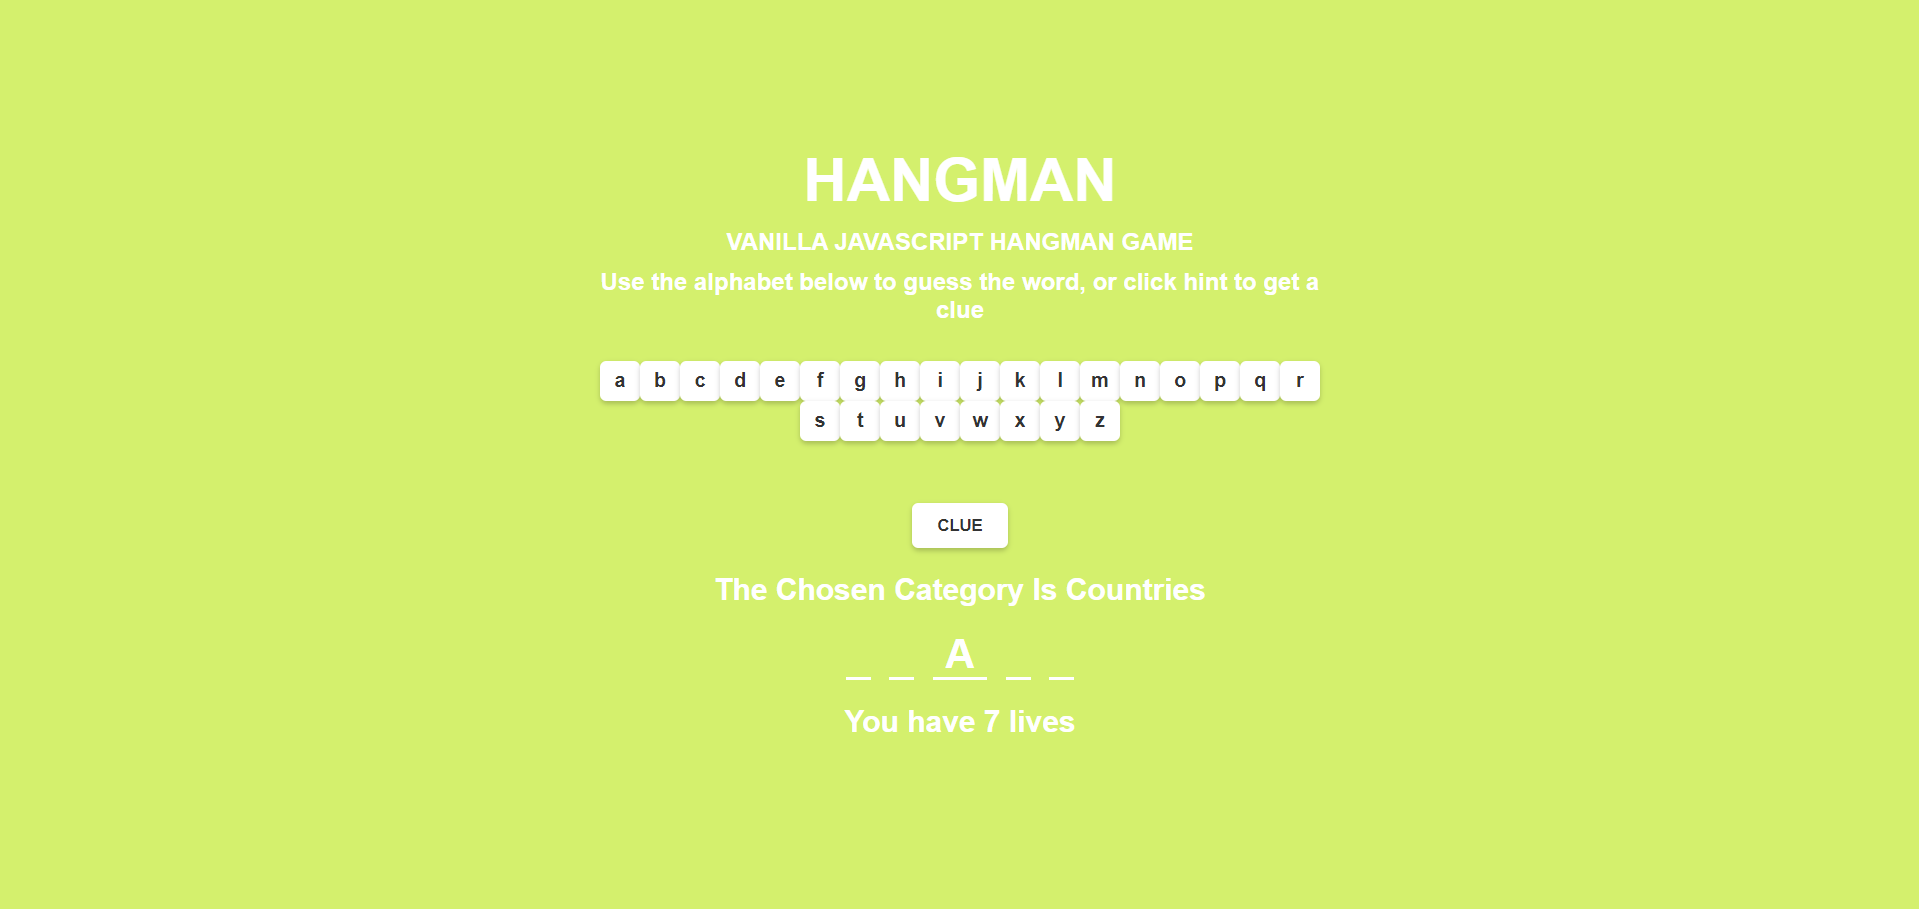 HANGMAN
VANILLA JAVASCRIPT HANGMAN GAME
Use the alphabet below to guess the word, or click hint to get a
clue
a b c d e f g h i j k l m n o p q r
s t u v w x y z
CLUE
The Chosen Category Is Countries
_ _ A _ _
You have 7 lives